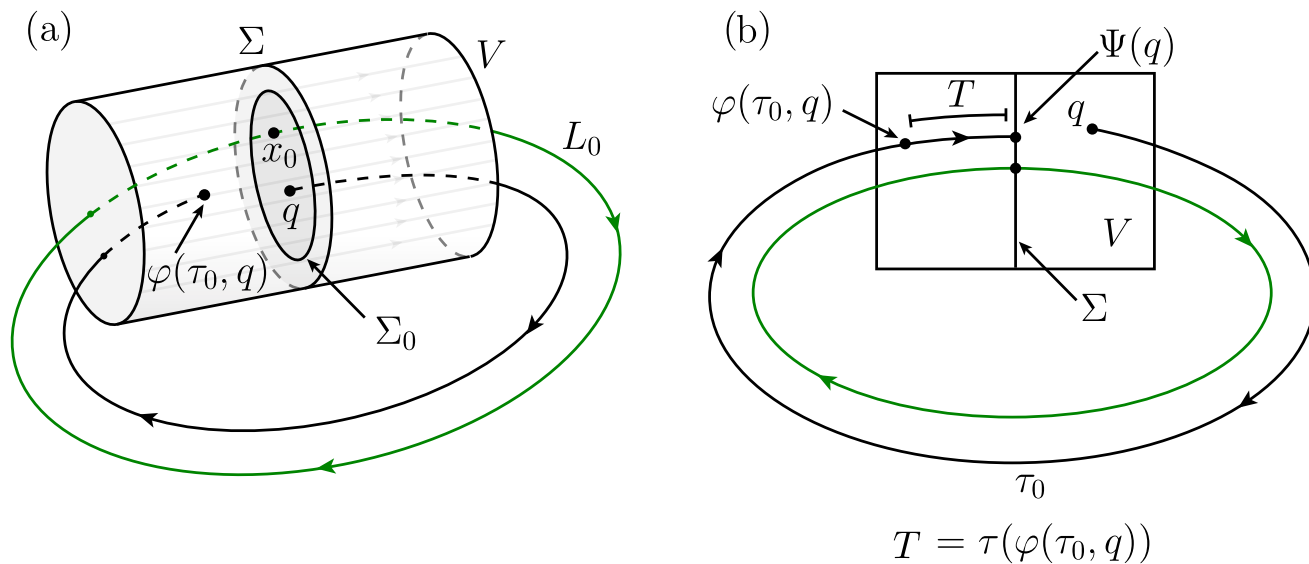 (a)
Σ
V
L₀
x₀
q
φ(τ₀, q)
Σ₀
(b)
Ψ(q)
φ(τ₀, q)
T
q
V
Σ
τ₀
T = τ(φ(τ₀, q))